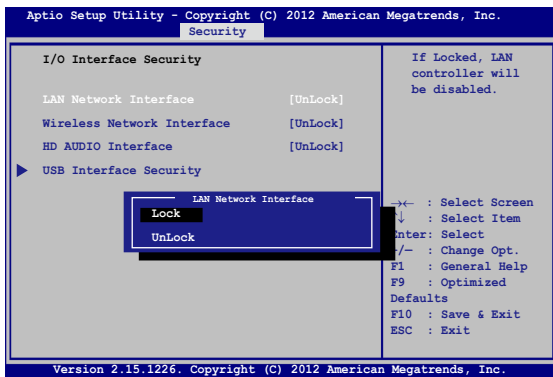 Aptio Setup Utility - Copyright (C) 2012 American Megatrends, Inc.
Security
I/O Interface Security
LAN Network Interface [UnLock]
Wireless Network Interface [UnLock]
HD AUDIO Interface [UnLock]
USB Interface Security
LAN Network Interface
Lock
UnLock
If Locked, LAN
controller will
be disabled.
→← : Select Screen
↑↓ : Select Item
Enter: Select
+/— : Change Opt.
F1 : General Help
F9 : Optimized
Defaults
F10 : Save & Exit
ESC : Exit
Version 2.15.1226. Copyright (C) 2012 American Megatrends, Inc.